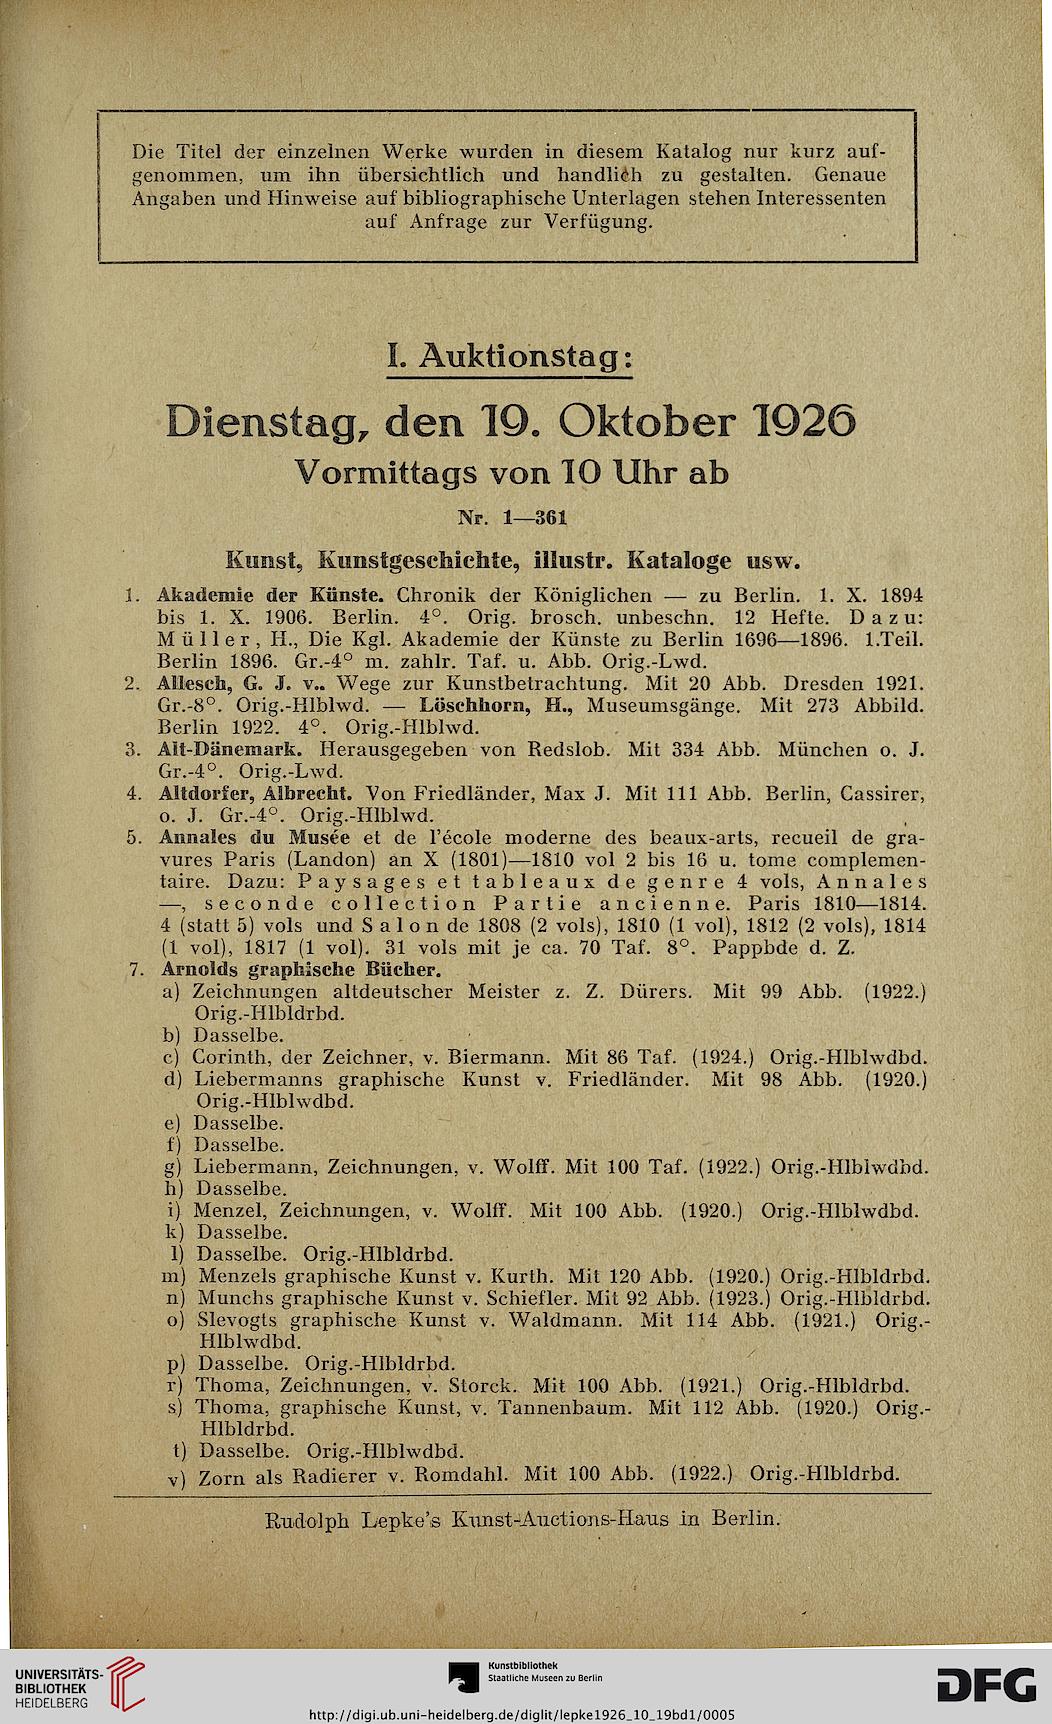 Die Titel der einzelnen Werke wurden in diesem Katalog nur kurz auf-
genommen, um ihn übersichtlich und handlich zu gestalten. Genaue
Angaben und Hinweise auf bibliographische Unterlagen stehen Interessenten
auf Anfrage zur Verfügung.
I. Auktionstag:
Dienstag, den 19. Oktober 1926
Vormittags von 10 Uhr ab
Nr. 1—361
Kunst, Kunstgeschichte, illustr. Kataloge usw.
1. Akademie der Künste. Chronik der Königlichen — zu Berlin. 1. X. 1894
bis 1. X. 1906. Berlin. 4°. Orig. brosch. unbeschn. 12 Hefte. Dazu:
Müller, H., Die Kgl. Akademie der Künste zu Berlin 1696—1896. 1.Teil.
Berlin 1896. Gr.-4° m. zahlr. Taf. u. Abb. Orig.-Lwd.
2. Allesch, G. J. v.. Wege zur Kunstbetrachtung. Mit 20 Abb. Dresden 1921.
Gr.-8°. Orig.-Hlblwd. — Löschhorn, H., Museumsgänge. Mit 273 Abbild.
Berlin 1922. 4°. Orig.-Hlblwd.
3. Alt-Dänemark. Herausgegeben von Redslob. Mit 334 Abb. München o. J.
Gr.-4°. Orig.-Lwd.
4. Altdorfer, Albrecht. Von Friedländer, Max J. Mit 111 Abb. Berlin, Cassirer,
o. J. Gr.-4°. Orig.-Hlblwd.
5. Annales du Musée et de l'école moderne des beaux-arts, recueil de gra-
vures Paris (Landon) an X (1801)—1810 vol 2 bis 16 u. tome complemen-
taire. Dazu: Paysages et tableaux de genre 4 vols, Annales
—, seconde collection Partie ancienne. Paris 1810—1814.
4 (statt 5) vols und Salon de 1808 (2 vols), 1810 (1 vol), 1812 (2 vols), 1814
(1 vol), 1817 (1 vol). 31 vols mit je ca. 70 Taf. 8°. Pappbde d. Z.
7. Arnolds graphische Bücher.
a) Zeichnungen altdeutscher Meister z. Z. Dürers. Mit 99 Abb. (1922.)
Orig.-Hlbldrbd.
b) Dasselbe.
c) Corinth, der Zeichner, v. Biermann. Mit 86 Taf. (1924.) Orig.-Hlblwdbd.
d) Liebermanns graphische Kunst v. Friedländer. Mit 98 Abb. (1920.)
Orig.-Hlblwdbd.
e) Dasselbe.
f) Dasselbe.
g) Liebermann, Zeichnungen, v. Wolff. Mit 100 Taf. (1922.) Orig.-Hlblwdbd.
h) Dasselbe.
i) Menzel, Zeichnungen, v. Wolff. Mit 100 Abb. (1920.) Orig.-Hlblwdbd.
k) Dasselbe.
l) Dasselbe. Orig.-Hlbldrbd.
m) Menzels graphische Kunst v. Kurth. Mit 120 Abb. (1920.) Orig.-Hlbldrbd.
n) Munchs graphische Kunst v. Schiefler. Mit 92 Abb. (1923.) Orig.-Hlbldrbd.
o) Slevogts graphische Kunst v. Waldmann. Mit 114 Abb. (1921.) Orig.-
Hlblwdbd.
p) Dasselbe. Orig.-Hlbldrbd.
r) Thoma, Zeichnungen, v. Storck. Mit 100 Abb. (1921.) Orig.-Hlbldrbd.
s) Thoma, graphische Kunst, v. Tannenbaum. Mit 112 Abb. (1920.) Orig.-
Hlbldrbd.
t) Dasselbe. Orig.-Hlblwdbd.
v) Zorn als Radierer v. Romdahl. Mit 100 Abb. (1922.) Orig.-Hlbldrbd.
Rudolph Lepke's Kunst-Auctions-Haus in Berlin.
UNIVERSITÄTS-
BIBLIOTHEK
HEIDELBERG
Kunstbibliothek
Staatliche Museen zu Berlin
DFG
http://digi.ub.uni-heidelberg.de/diglit/lepke1926_10_19bd1/0005